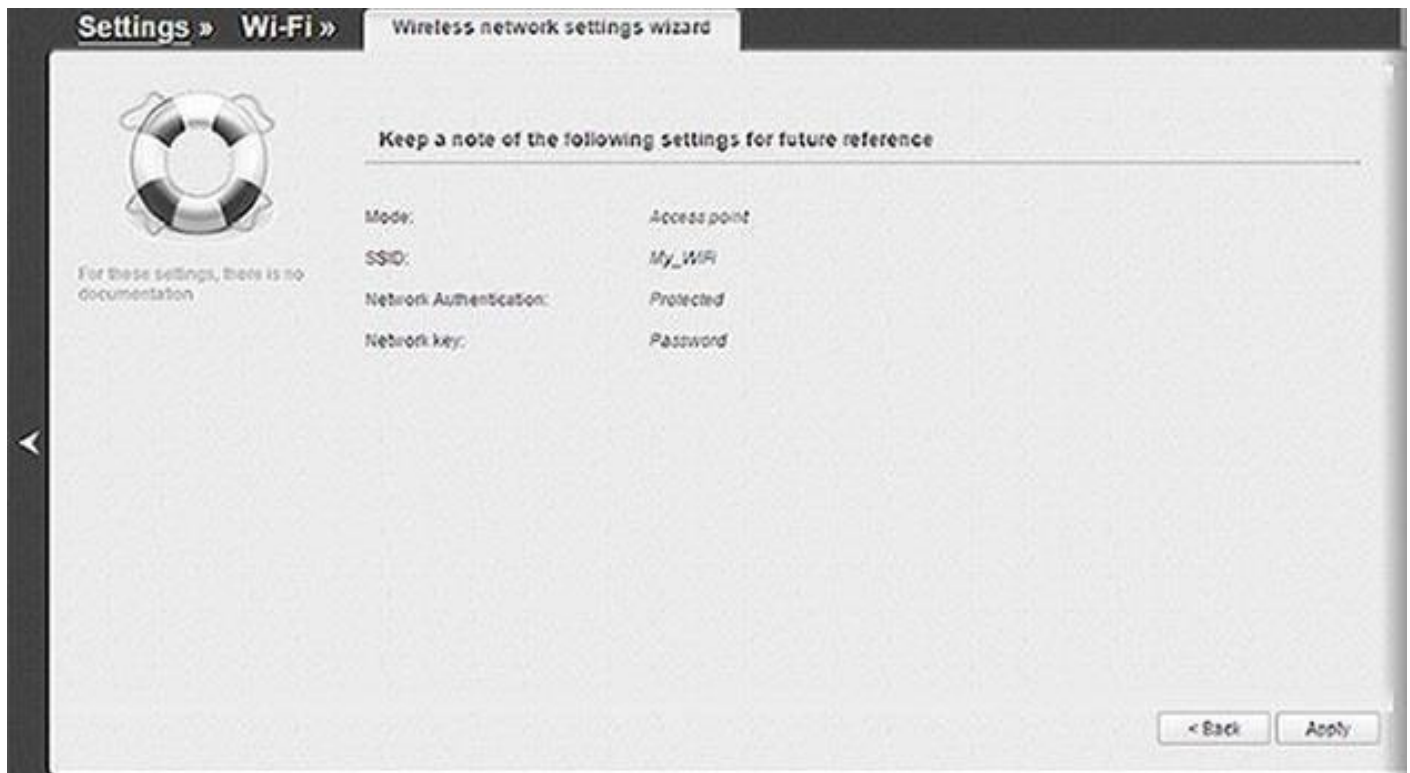 Settings » Wi-Fi » Wireless network settings wizard
Keep a note of the following settings for future reference
For these settings, there is no
documentation
Mode: Access point
SSID: My_WiFi
Network Authentication: Protected
Network key: Password
< Back Apply